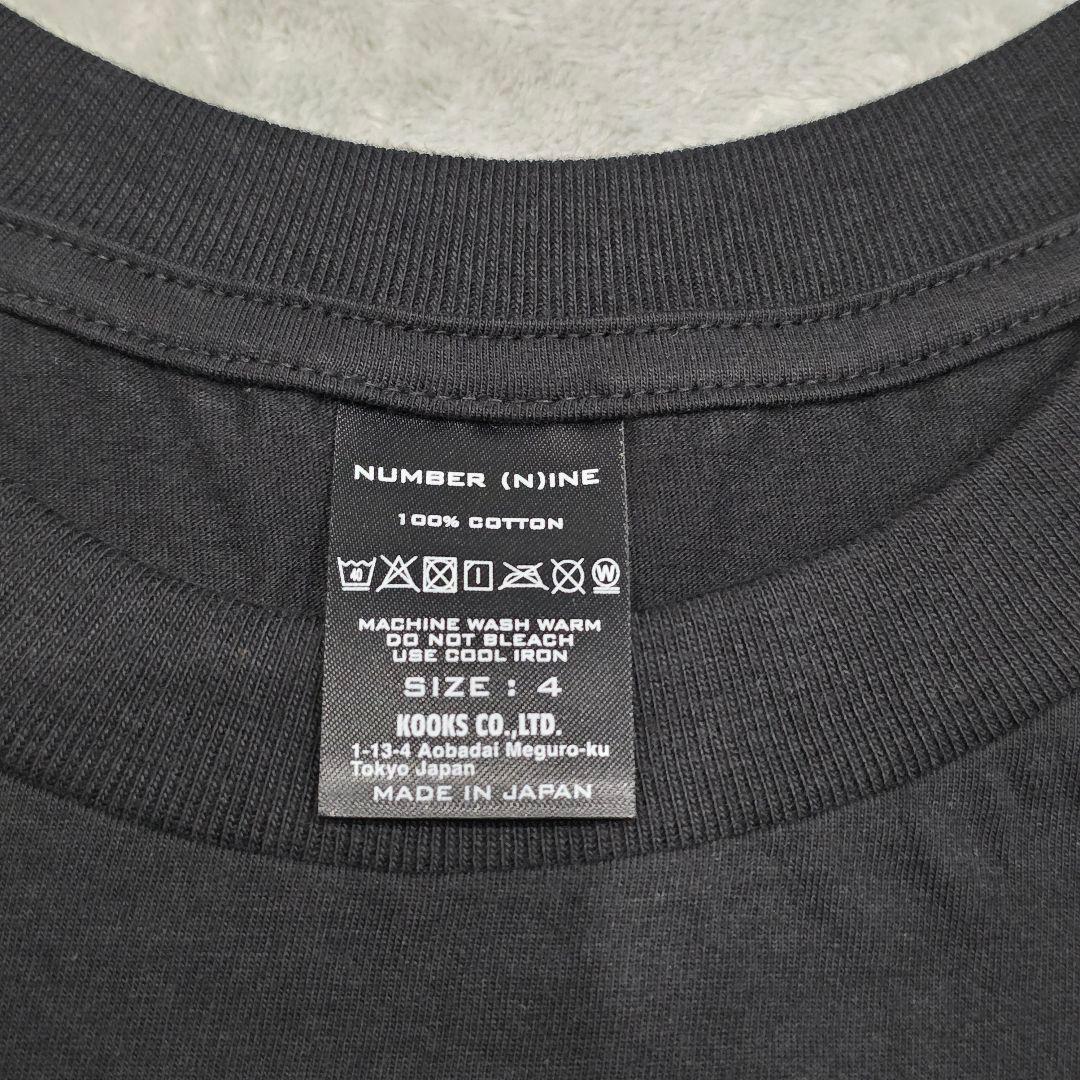 NUMBER (N)INE
100% COTTON
40 I W
MACHINE WASH WARM
DO NOT BLEACH
USE COOL IRON
SIZE : 4
KOOKS CO.,LTD.
1-13-4 Aobadai Meguro-ku
Tokyo Japan
MADE IN JAPAN